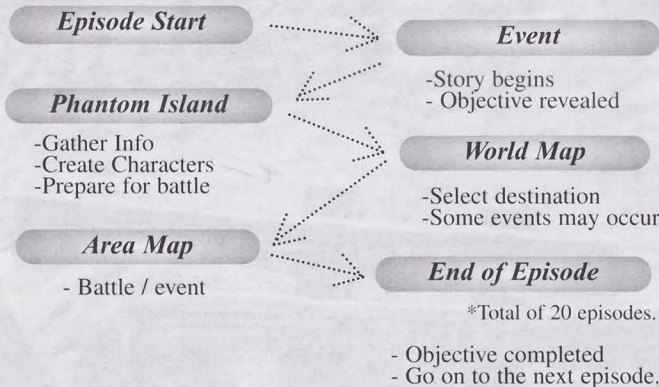 Episode Start
Event
-Story begins
- Objective revealed
Phantom Island
-Gather Info
-Create Characters
-Prepare for battle
World Map
-Select destination
-Some events may occur
Area Map
- Battle / event
End of Episode
*Total of 20 episodes.
- Objective completed
- Go on to the next episode.